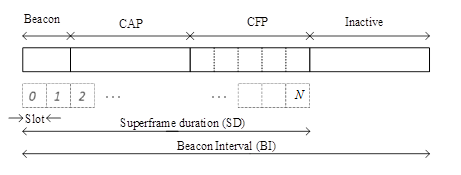 Beacon CAP CFP Inactive
0 1 2 ... ... N
Slot
Superframe duration (SD)
Beacon Interval (BI)